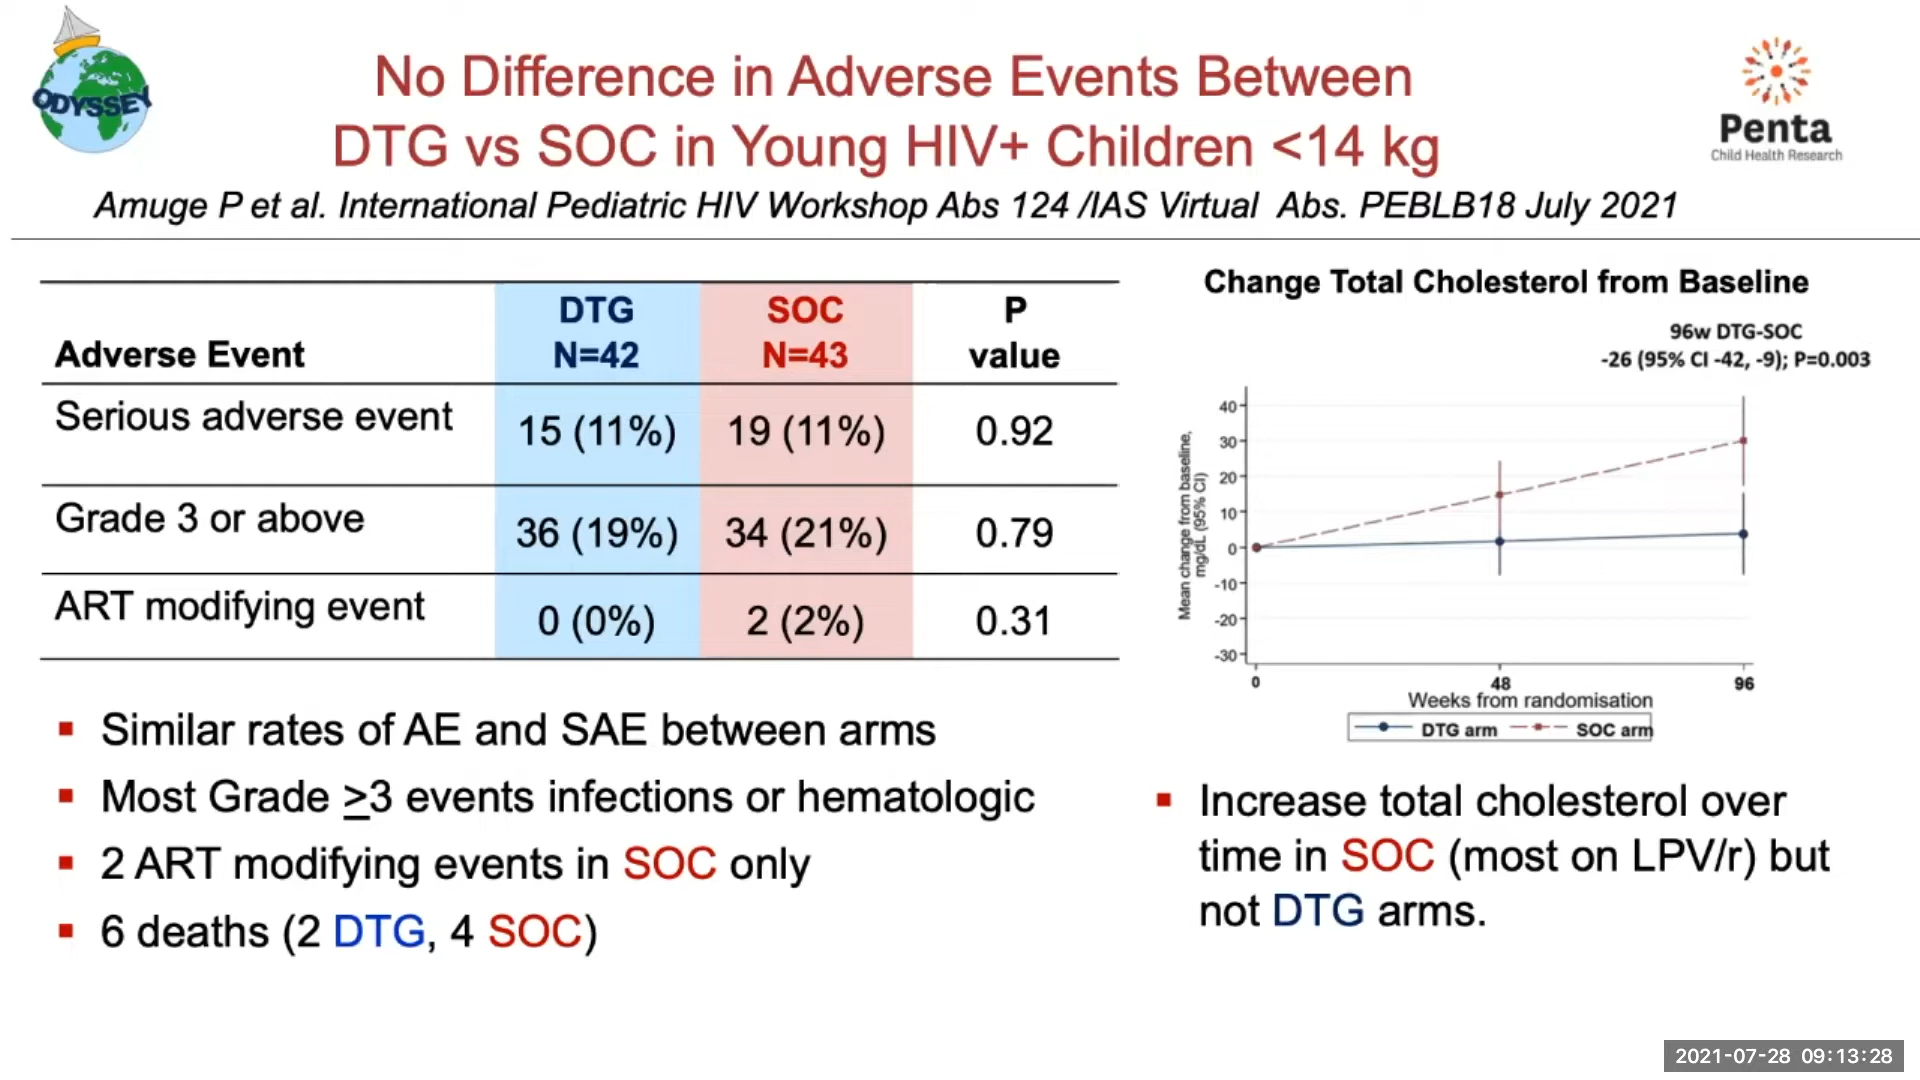 ODYSSEY
No Difference in Adverse Events Between
DTG vs SOC in Young HIV+ Children <14 kg
Penta
Child Health Research
Amuge P et al. International Pediatric HIV Workshop Abs 124 /IAS Virtual Abs. PEBLB18 July 2021
Adverse Event DTG N=42 SOC N=43 P value
Serious adverse event 15 (11%) 19 (11%) 0.92
Grade 3 or above 36 (19%) 34 (21%) 0.79
ART modifying event 0 (0%) 2 (2%) 0.31
▪ Similar rates of AE and SAE between arms
▪ Most Grade ≥3 events infections or hematologic
▪ 2 ART modifying events in SOC only
▪ 6 deaths (2 DTG, 4 SOC)
Change Total Cholesterol from Baseline
96w DTG-SOC
-26 (95% CI -42, -9); P=0.003
Mean change from baseline,
mg/dL (95% CI)
40
30
20
10
0
-10
-20
-30
0 48 96
Weeks from randomisation
DTG arm SOC arm
▪ Increase total cholesterol over
time in SOC (most on LPV/r) but
not DTG arms.
2021-07-28 09:13:28